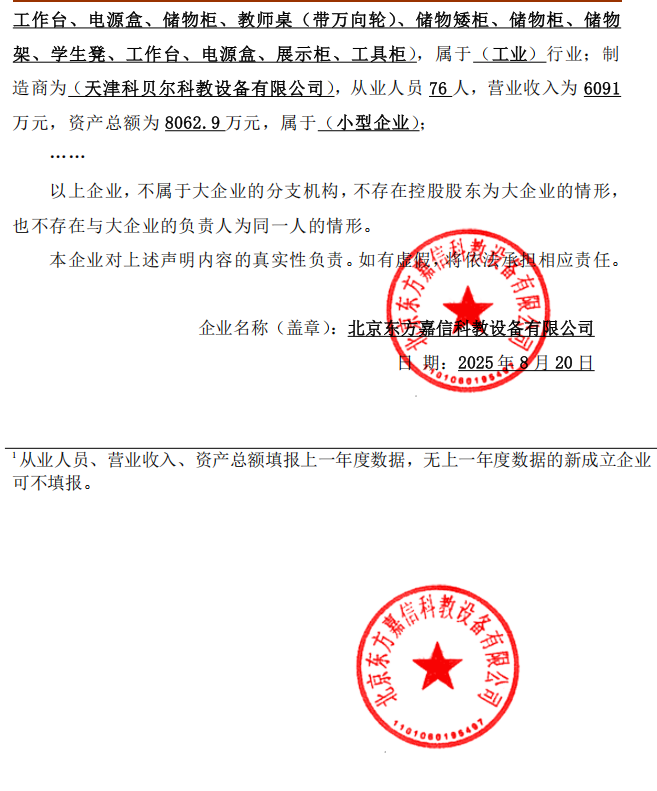 工作台、电源盒、储物柜、教师桌（带万向轮）、储物矮柜、储物柜、储物
架、学生凳、工作台、电源盒、展示柜、工具柜），属于（工业）行业；制
造商为（天津科贝尔科教设备有限公司），从业人员 76 人，营业收入为 6091
万元，资产总额为 8062.9 万元，属于（小型企业）；
……
以上企业，不属于大企业的分支机构，不存在控股股东为大企业的情形，
也不存在与大企业的负责人为同一人的情形。
本企业对上述声明内容的真实性负责。如有虚假，将依法承担相应责任。
企业名称（盖章）：北京东方嘉信科教设备有限公司
日 期：2025 年 8 月 20 日
北京东方嘉信科教设备有限公司
1101060195497
1从业人员、营业收入、资产总额填报上一年度数据，无上一年度数据的新成立企业
可不填报。
北京东方嘉信科教设备有限公司
1101060195497